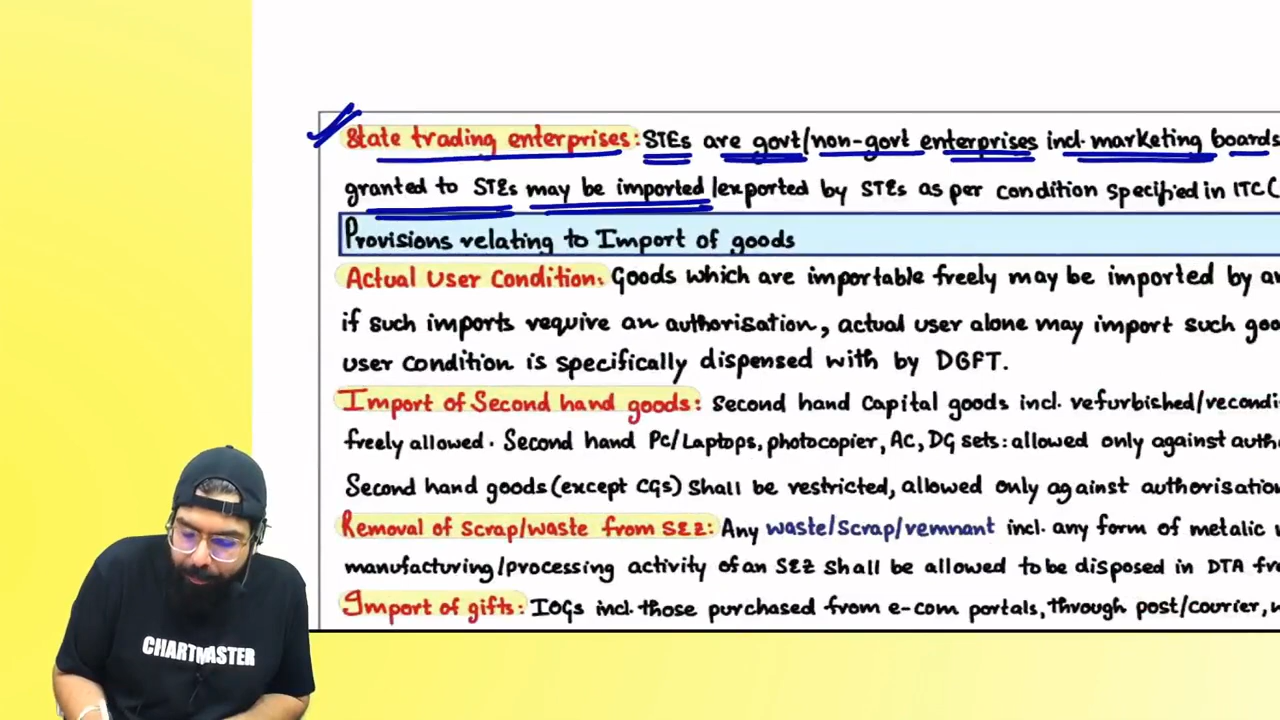 State trading enterprises: STEs are govt/non-govt enterprises incl. marketing boards
granted to STEs may be imported/exported by STEs as per condition specified in ITC(
Provisions relating to Import of goods
Actual User Condition: Goods which are importable freely may be imported by
if such imports require an authorisation, actual user alone may import such
user condition is specifically dispensed with by DGFT.
Import of Second hand goods: Second hand Capital goods incl. refurbished/
freely allowed. Second hand PC/Laptops, photocopier, AC, DG sets: allowed only against
Second hand goods (except CGs) shall be restricted, allowed only against authorisation
Removal of scrap/waste from SEZ: Any waste/scrap/remnant incl. any form of metalic
manufacturing/processing activity of an SEZ shall be allowed to be disposed in DTA
Import of gifts: IOGs incl. those purchased from e-com portals, through post/courier,
CHARTMASTER